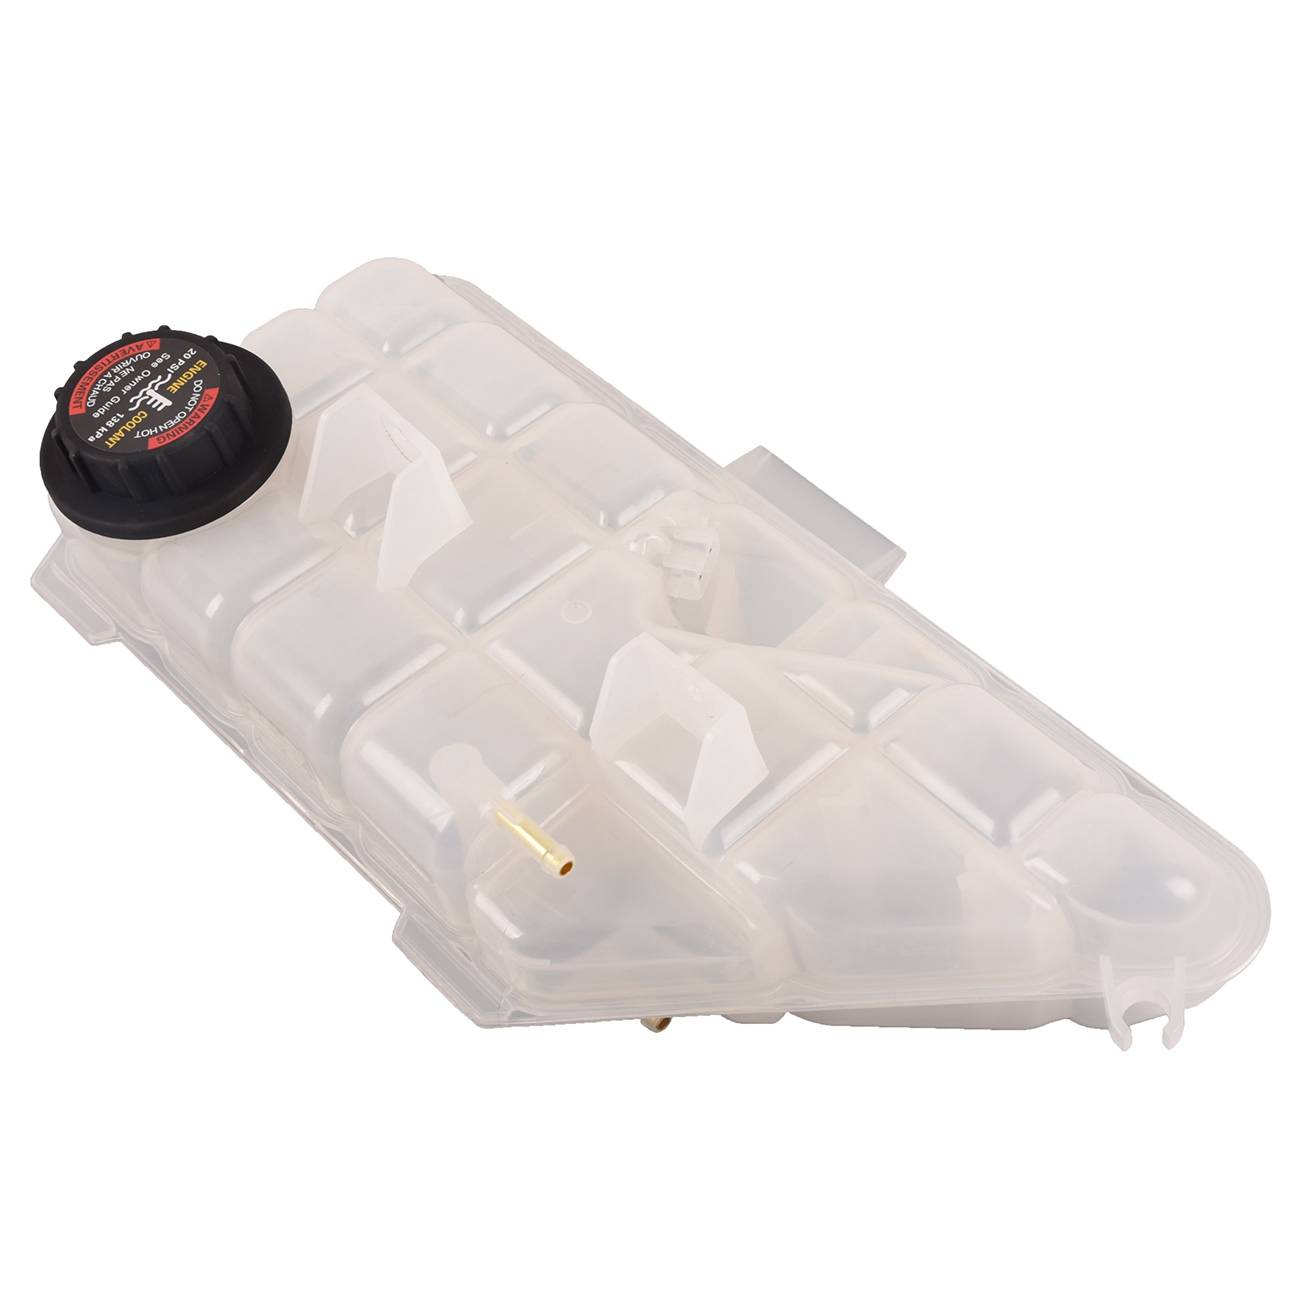 ⚠WARNING
DO NOT OPEN HOT
ENGINE COOLANT
20 PSI 138 kPa
See Owner Guide
NE PAS
OUVRIR A CHAUD
⚠AVERTISSEMENT